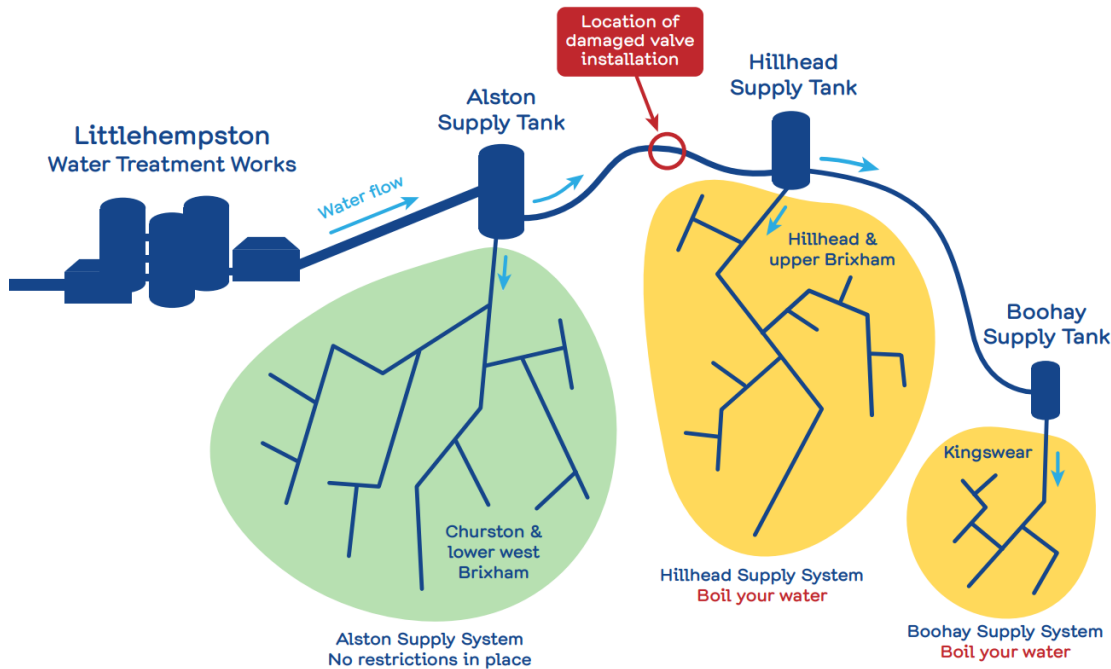 Location of
damaged valve
installation
Hillhead
Supply Tank
Alston
Supply Tank
Littlehempston
Water Treatment Works
Water flow
Hillhead &
upper Brixham
Boohay
Supply Tank
Kingswear
Churston &
lower west
Brixham
Hillhead Supply System
Boil your water
Alston Supply System
No restrictions in place
Boohay Supply System
Boil your water